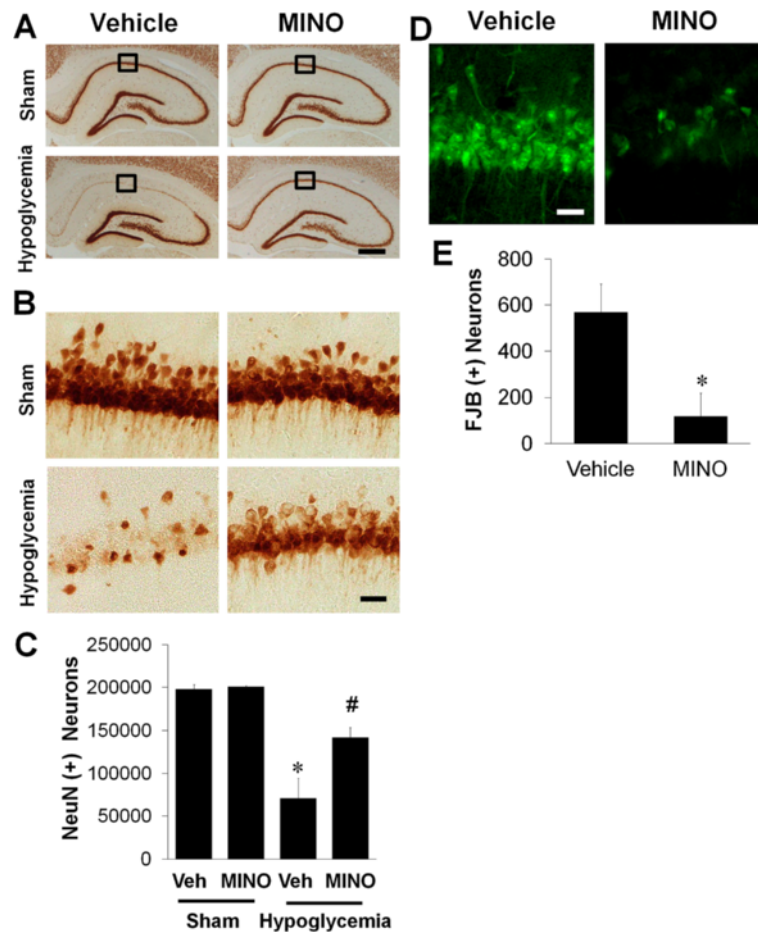 A
Vehicle
MINO
Sham
Hypoglycemia
B
Sham
Hypoglycemia
C
NeuN (+) Neurons
250000
200000
150000
100000
50000
0
*
#
Veh MINO Veh MINO
Sham Hypoglycemia
D
Vehicle
MINO
E
FJB (+) Neurons
800
600
400
200
0
*
Vehicle MINO